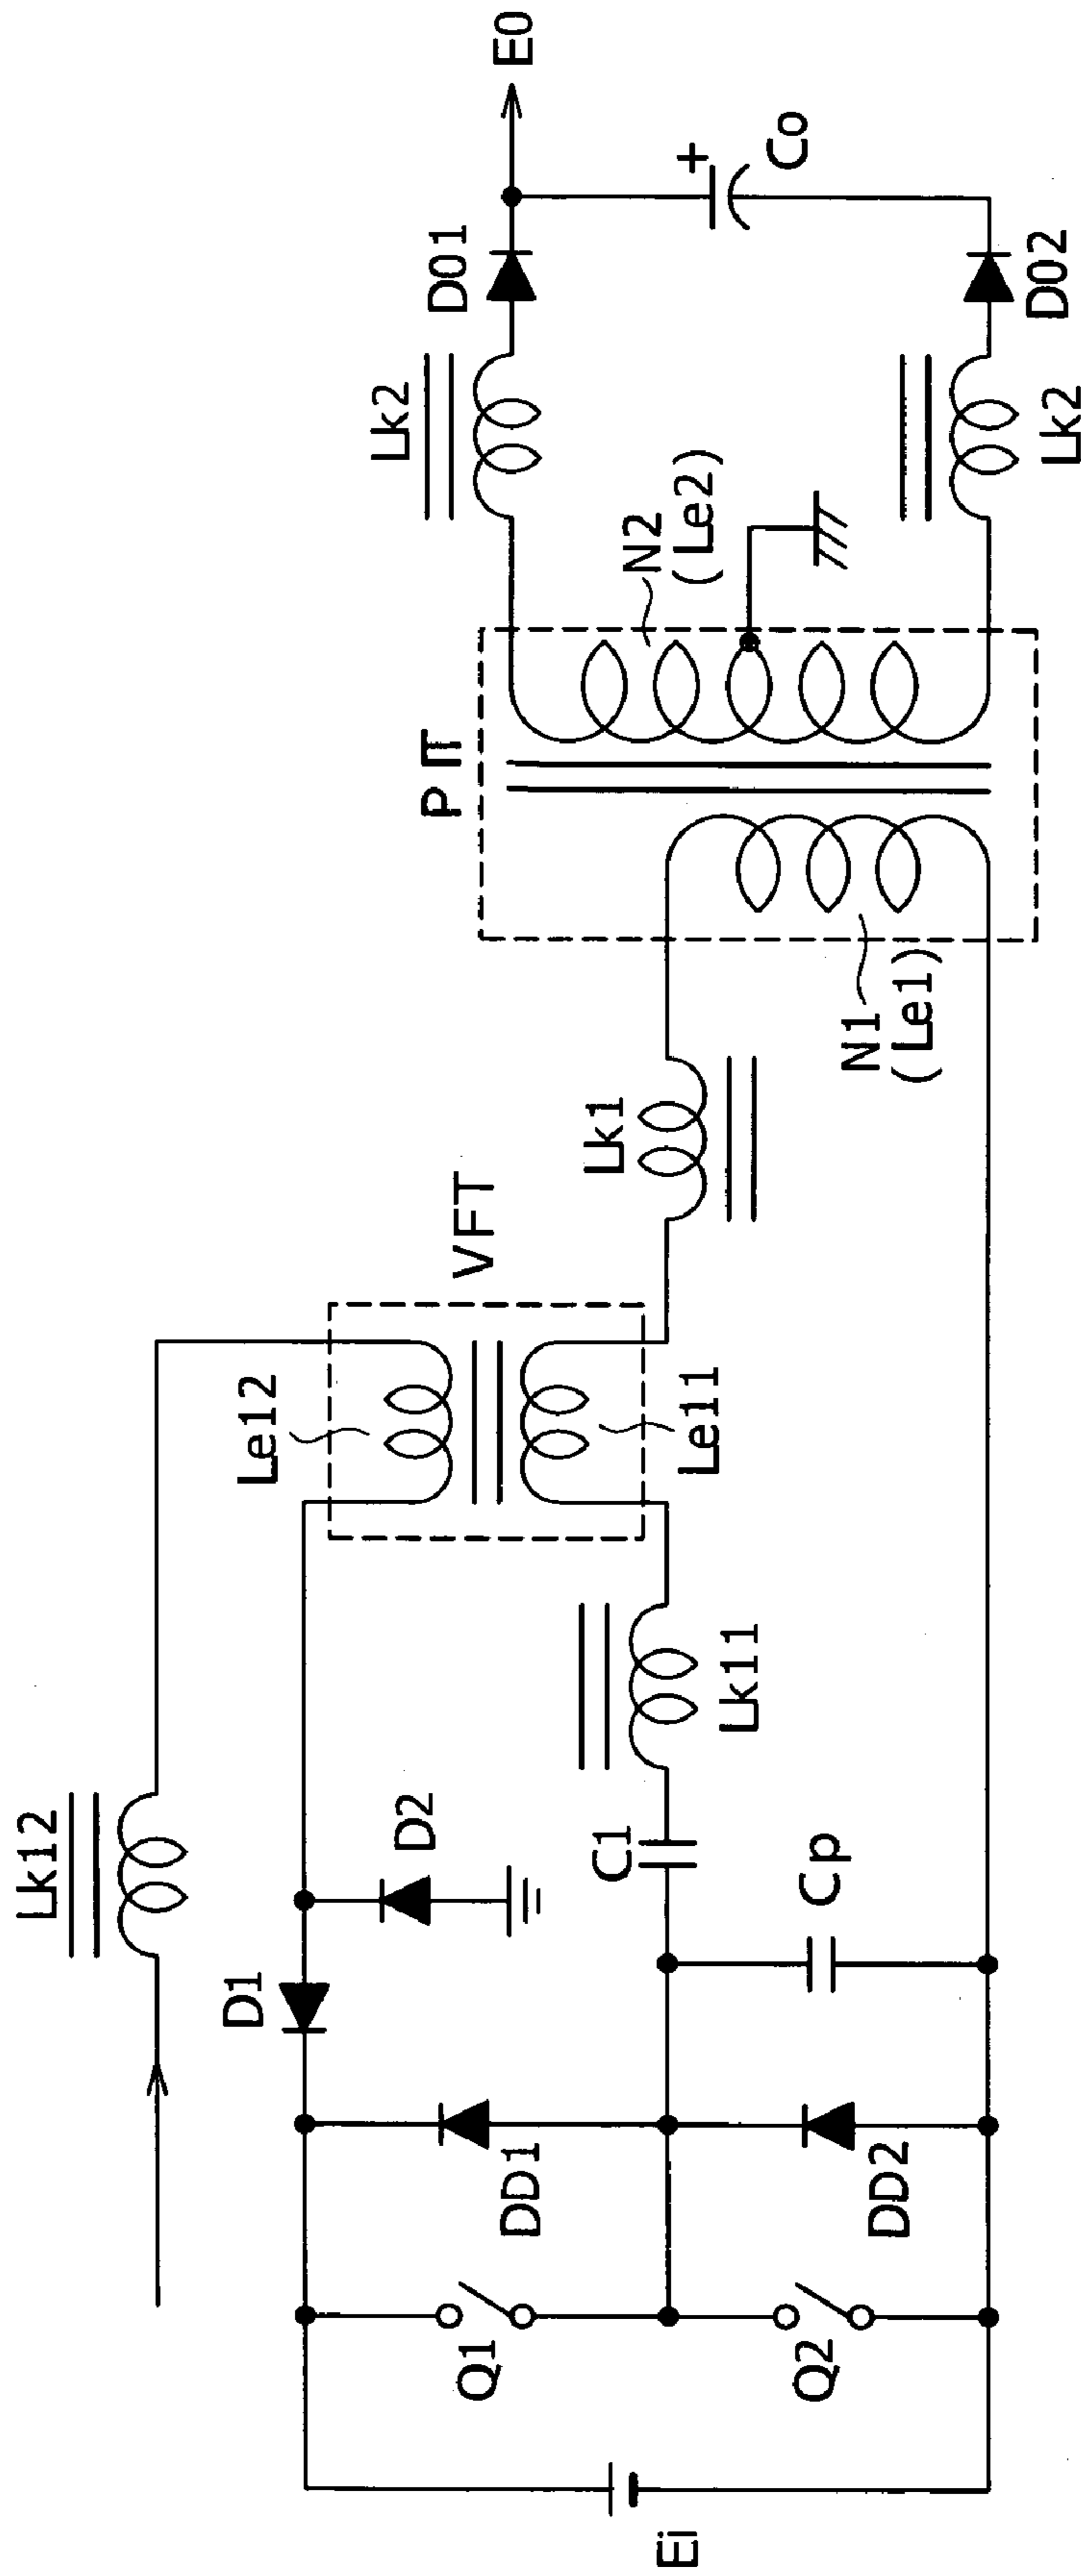 Lk12
D1
D2
Le12
VFT
Le11
Ei
Q1
Q2
DD1
DD2
C1
Cp
Lk11
Lk1
N1
(Le1)
N2
(Le2)
Lk2
D01
E0
+
Co
Lk2
D02